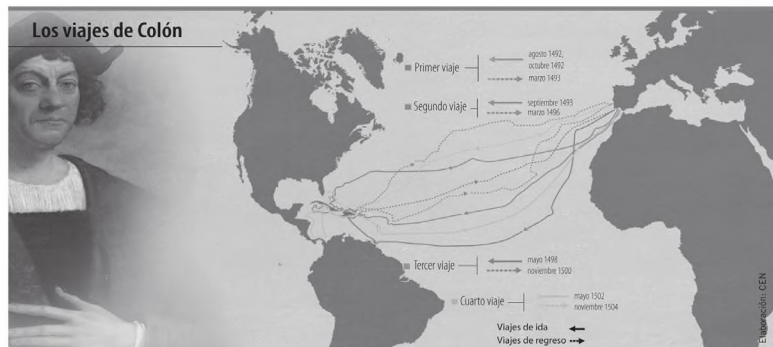 Los viajes de Colón
Primer viaje
agosto 1492,
octubre 1492
marzo 1493
Segundo viaje
septiembre 1493
marzo 1496
Tercer viaje
mayo 1498
noviembre 1500
Cuarto viaje
mayo 1502
noviembre 1504
Viajes de ida
Viajes de regreso
Elaboración: CEN